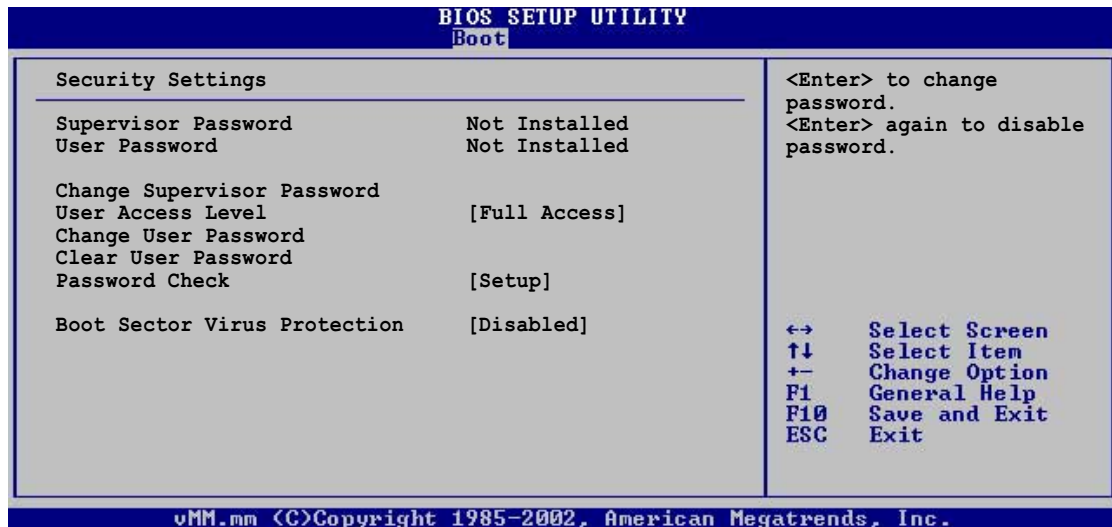 BIOS SETUP UTILITY
Boot
Security Settings
Supervisor Password Not Installed
User Password Not Installed
Change Supervisor Password
User Access Level [Full Access]
Change User Password
Clear User Password
Password Check [Setup]
Boot Sector Virus Protection [Disabled]
<Enter> to change
password.
<Enter> again to disable
password.
←→ Select Screen
↑↓ Select Item
+- Change Option
F1 General Help
F10 Save and Exit
ESC Exit
vMM.mm (C)Copyright 1985-2002, American Megatrends, Inc.